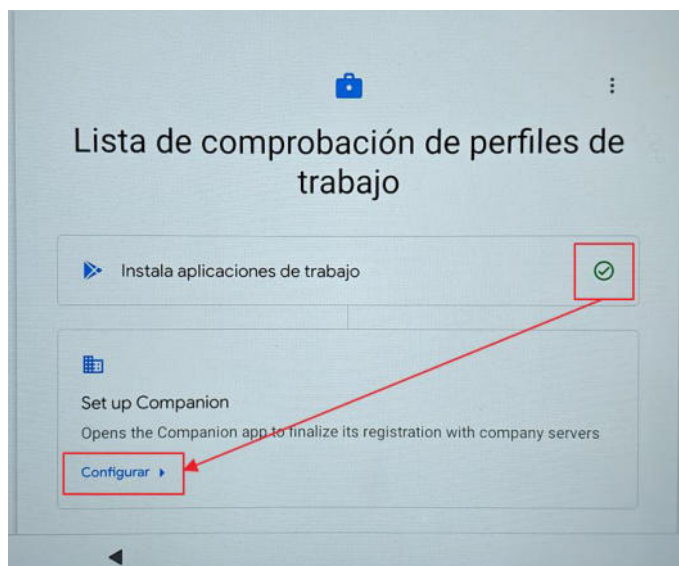 Lista de comprobación de perfiles de
trabajo
Instala aplicaciones de trabajo
Set up Companion
Opens the Companion app to finalize its registration with company servers
Configurar